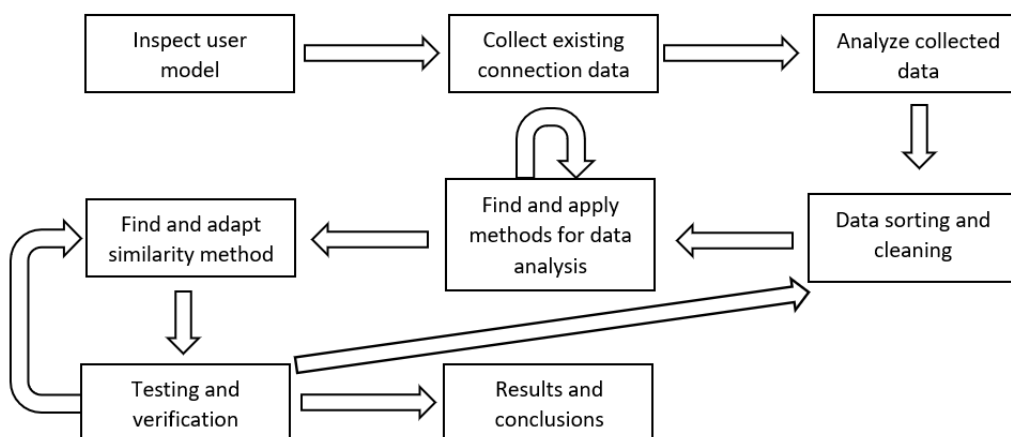 Inspect user
model
Collect existing
connection data
Analyze collected
data
Find and adapt
similarity method
Find and apply
methods for data
analysis
Data sorting and
cleaning
Testing and
verification
Results and
conclusions